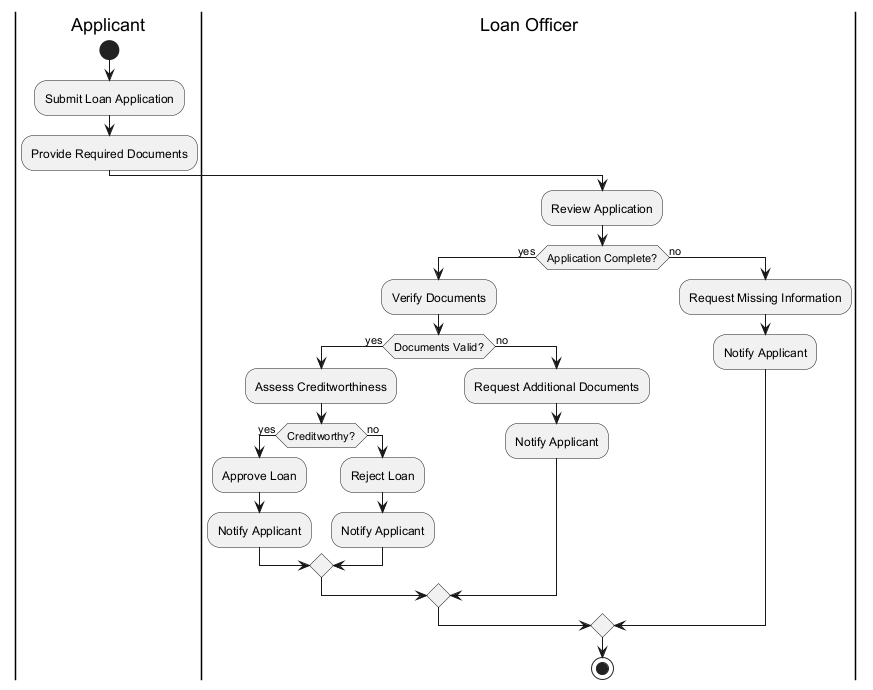 Applicant
Loan Officer
Submit Loan Application
Provide Required Documents
Review Application
yes
Application Complete?
no
Verify Documents
Request Missing Information
yes
Documents Valid?
no
Notify Applicant
Assess Creditworthiness
Request Additional Documents
yes
Creditworthy?
no
Notify Applicant
Approve Loan
Reject Loan
Notify Applicant
Notify Applicant